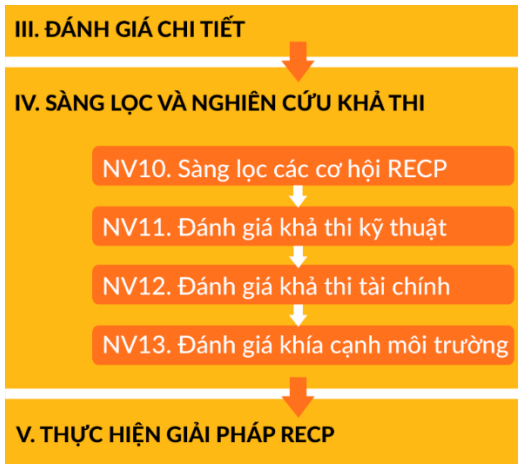 III. ĐÁNH GIÁ CHI TIẾT
IV. SÀNG LỌC VÀ NGHIÊN CỨU KHẢ THI
NV10. Sàng lọc các cơ hội RECP
NV11. Đánh giá khả thi kỹ thuật
NV12. Đánh giá khả thi tài chính
NV13. Đánh giá khía cạnh môi trường
V. THỰC HIỆN GIẢI PHÁP RECP